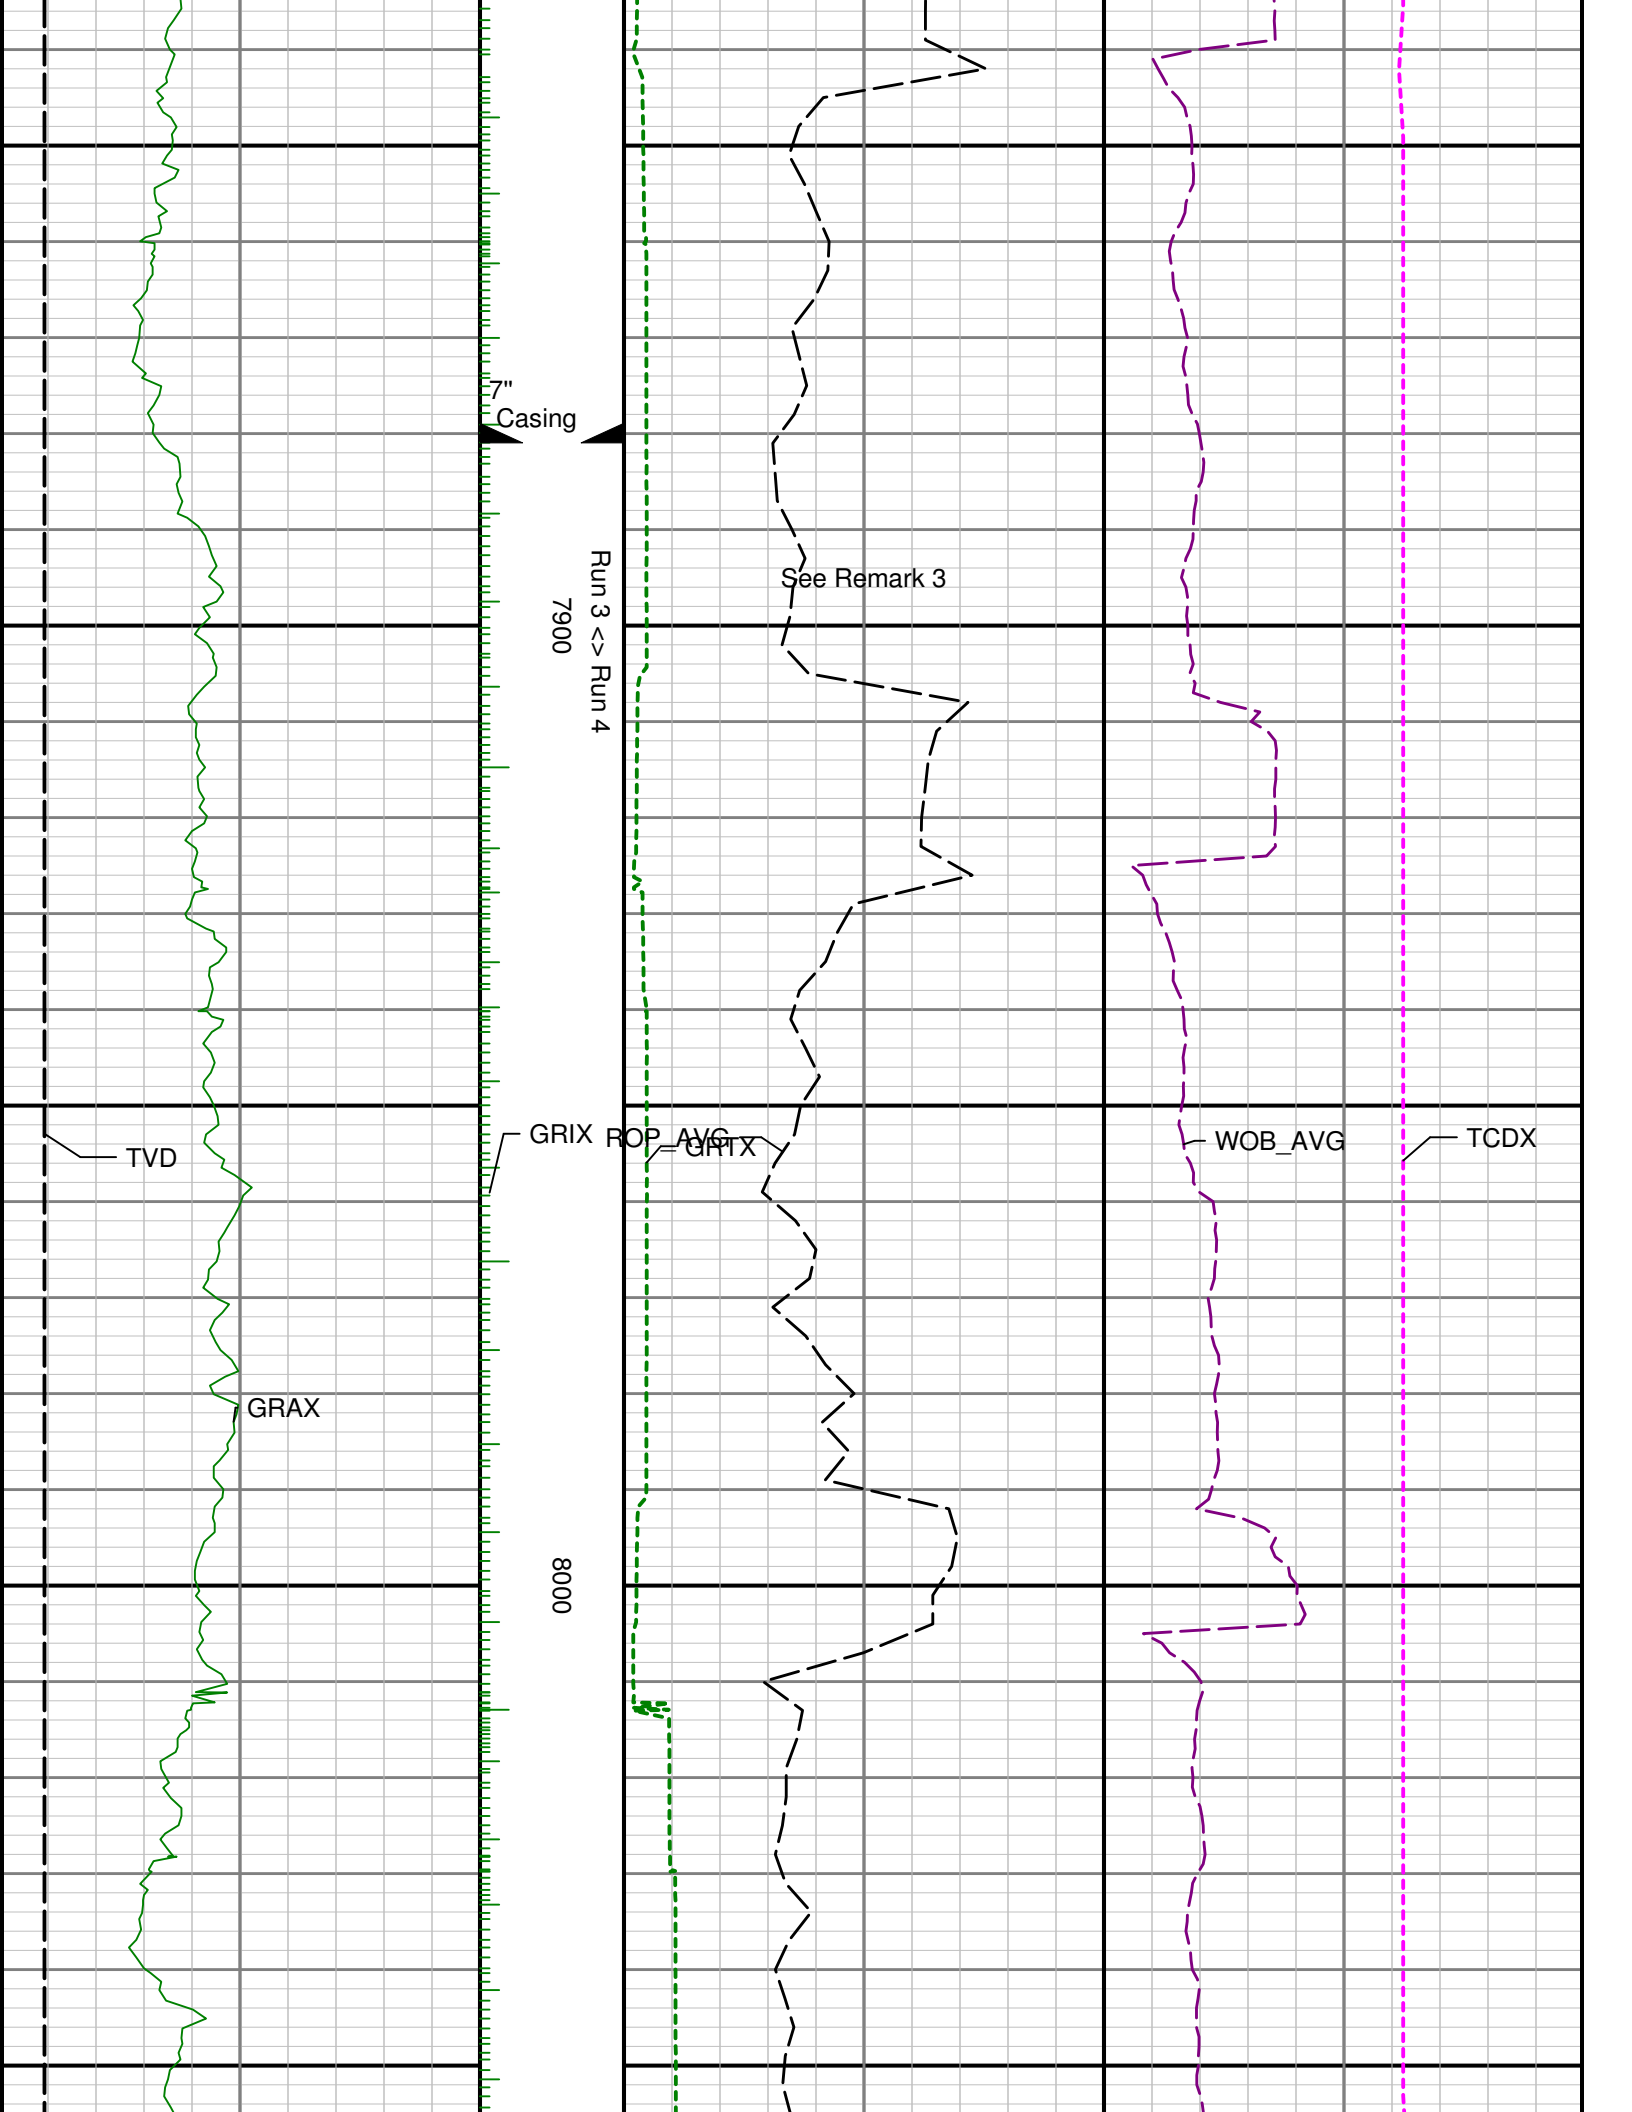 7"
Casing
Run 3 <> Run 4
See Remark 3
7900
TVD
GRIX
ROP_AVG
GRTX
WOB_AVG
TCDX
GRAX
8000